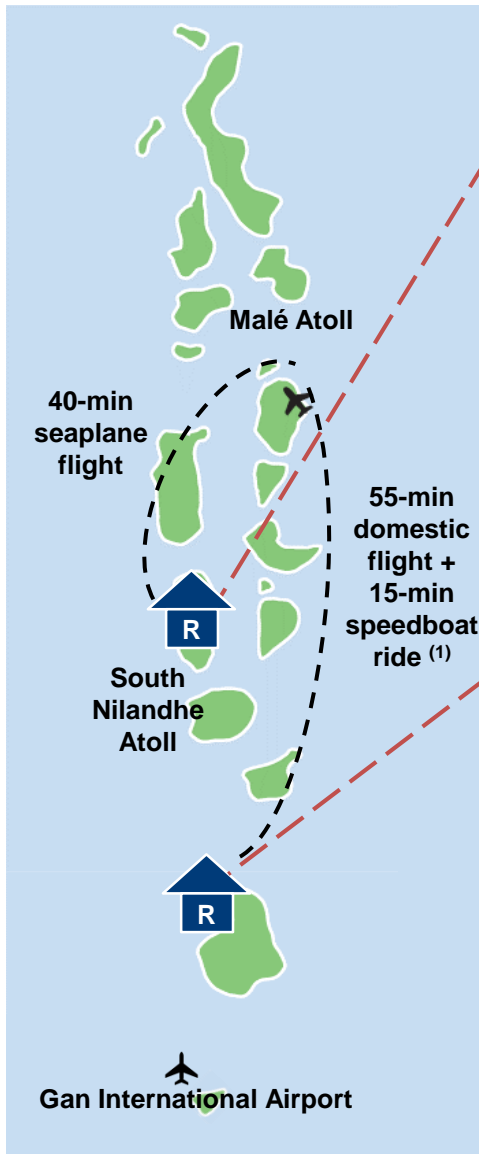 Malé Atoll
40-min
seaplane
flight
55-min
domestic
flight +
15-min
speedboat
ride (1)
R
South
Nilandhe
Atoll
R
Gan International Airport